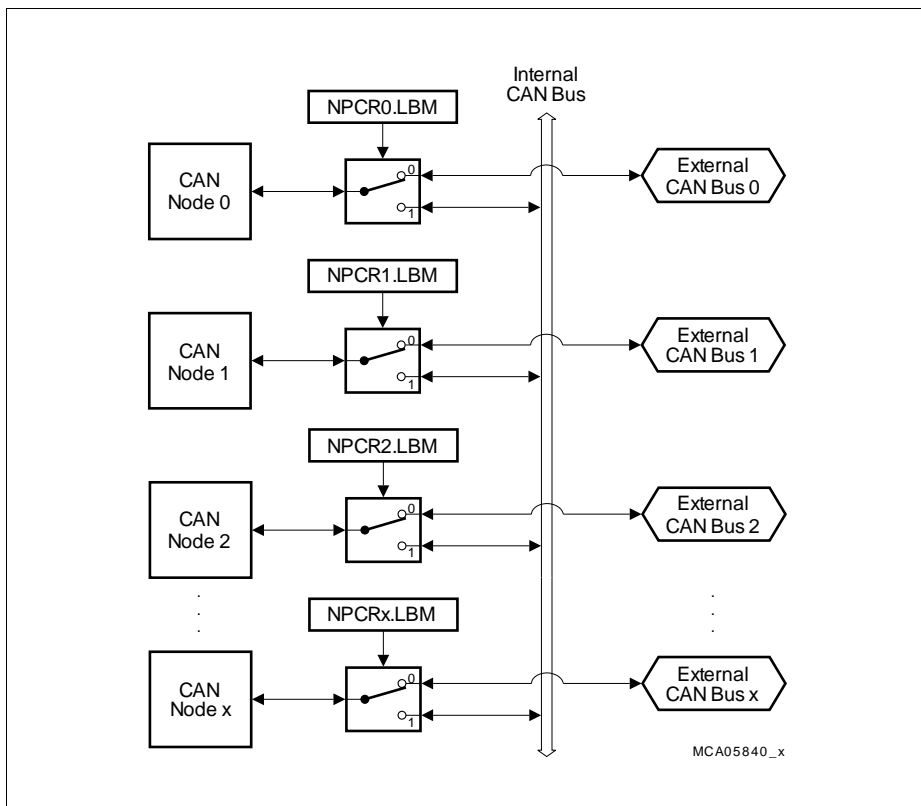 Internal
CAN Bus
NPCR0.LBM
CAN
Node 0
0
1
External
CAN Bus 0
NPCR1.LBM
CAN
Node 1
0
1
External
CAN Bus 1
NPCR2.LBM
CAN
Node 2
0
1
External
CAN Bus 2
.
.
.
.
.
.
NPCRx.LBM
CAN
Node x
0
1
External
CAN Bus x
MCA05840_x